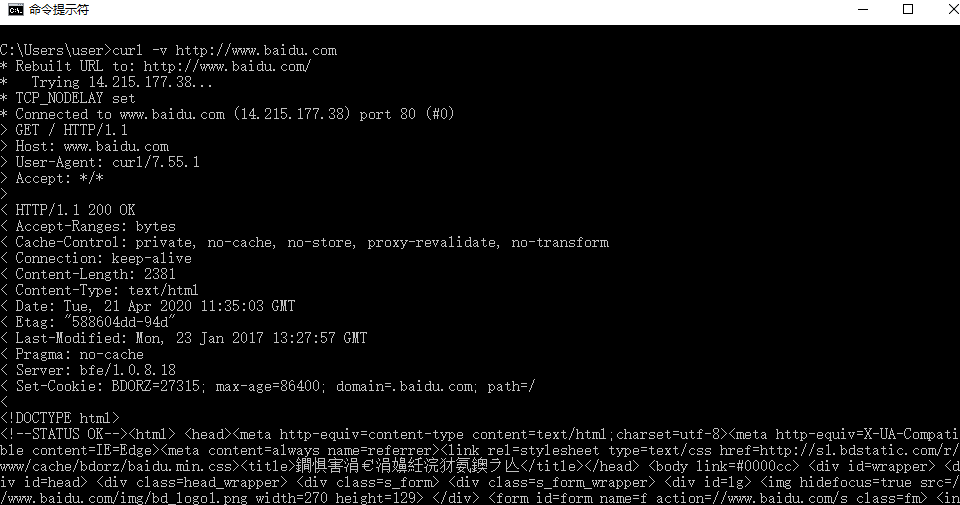 命令提示符
C:\Users\user>curl -v http://www.baidu.com
* Rebuilt URL to: http://www.baidu.com/
*   Trying 14.215.177.38...
* TCP_NODELAY set
* Connected to www.baidu.com (14.215.177.38) port 80 (#0)
> GET / HTTP/1.1
> Host: www.baidu.com
> User-Agent: curl/7.55.1
> Accept: */*
>
< HTTP/1.1 200 OK
< Accept-Ranges: bytes
< Cache-Control: private, no-cache, no-store, proxy-revalidate, no-transform
< Connection: keep-alive
< Content-Length: 2381
< Content-Type: text/html
< Date: Tue, 21 Apr 2020 11:35:03 GMT
< Etag: "588604dd-94d"
< Last-Modified: Mon, 23 Jan 2017 13:27:57 GMT
< Pragma: no-cache
< Server: bfe/1.0.8.18
< Set-Cookie: BDORZ=27315; max-age=86400; domain=.baidu.com; path=/
<
<!DOCTYPE html>
<!--STATUS OK--><html> <head><meta http-equiv=content-type content=text/html;charset=utf-8><meta http-equiv=X-UA-Compati
ble content=IE=Edge><meta content=always name=referrer><link rel=stylesheet type=text/css href=http://s1.bdstatic.com/r/
www/cache/bdorz/baidu.min.css><title>鐧惧害涓€涓嬶紝浣犲氨鐭ラ亾</title></head> <body link=#0000cc> <div id=wrapper> <d
iv id=head> <div class=head_wrapper> <div class=s_form> <div class=s_form_wrapper> <div id=lg> <img hidefocus=true src=/
/www.baidu.com/img/bd_logo1.png width=270 height=129> </div> <form id=form name=f action=//www.baidu.com/s class=fm> <in